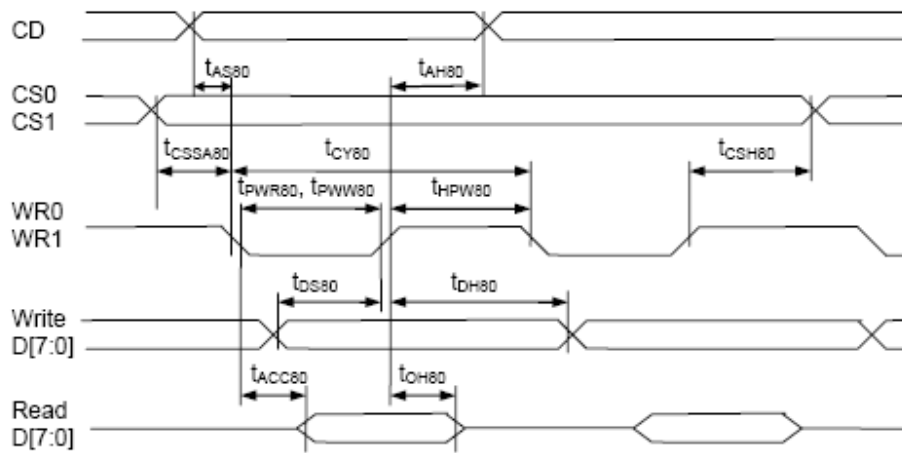 CD
tAS80
tAH80
CS0
CS1
tCSSA80
tCY80
tCSH80
tPWR80, tPWW80
tHPW80
WR0
WR1
tDS80
tDH80
Write
D[7:0]
tACC80
tOH80
Read
D[7:0]